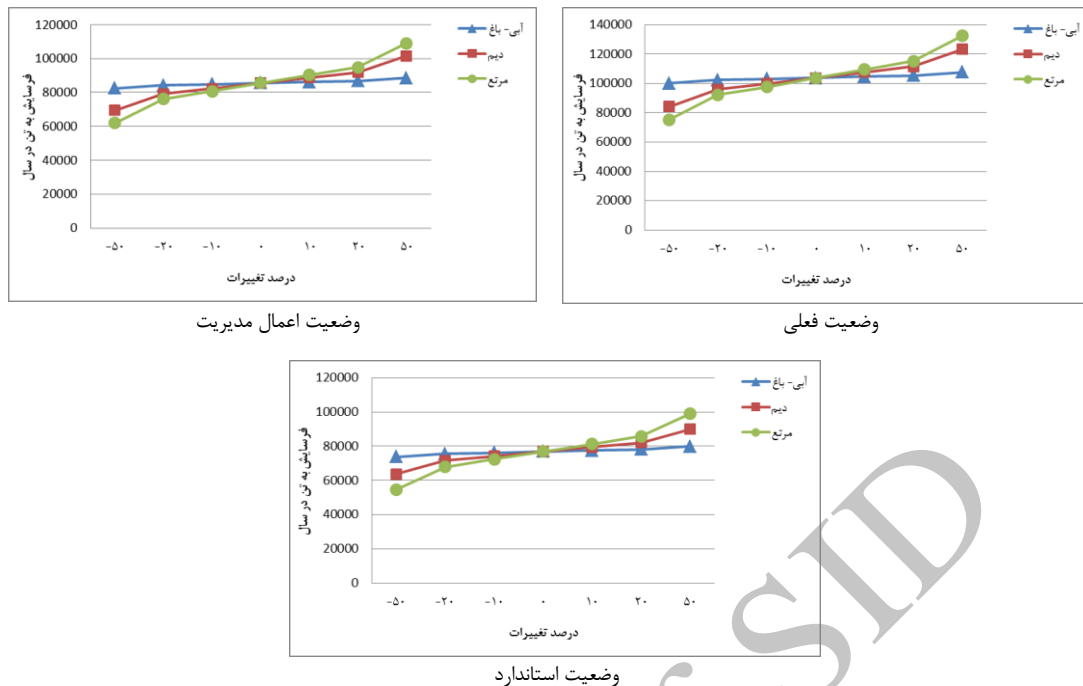 120000
100000
80000
60000
40000
20000
0
فرسایش به تن در سال
-۵۰ -۲۰ -۱۰ ۰ ۱۰ ۲۰ ۵۰
درصد تغییرات
آبی- باغ
دیم
مرتع
وضعیت اعمال مدیریت
140000
120000
100000
80000
60000
40000
20000
0
فرسایش به تن در سال
-۵۰ -۲۰ -۱۰ ۰ ۱۰ ۲۰ ۵۰
درصد تغییرات
آبی- باغ
دیم
مرتع
وضعیت فعلی
120000
100000
80000
60000
40000
20000
0
فرسایش به تن در سال
-۵۰ -۲۰ -۱۰ ۰ ۱۰ ۲۰ ۵۰
درصد تغییرات
آبی- باغ
دیم
مرتع
وضعیت استاندارد
SID